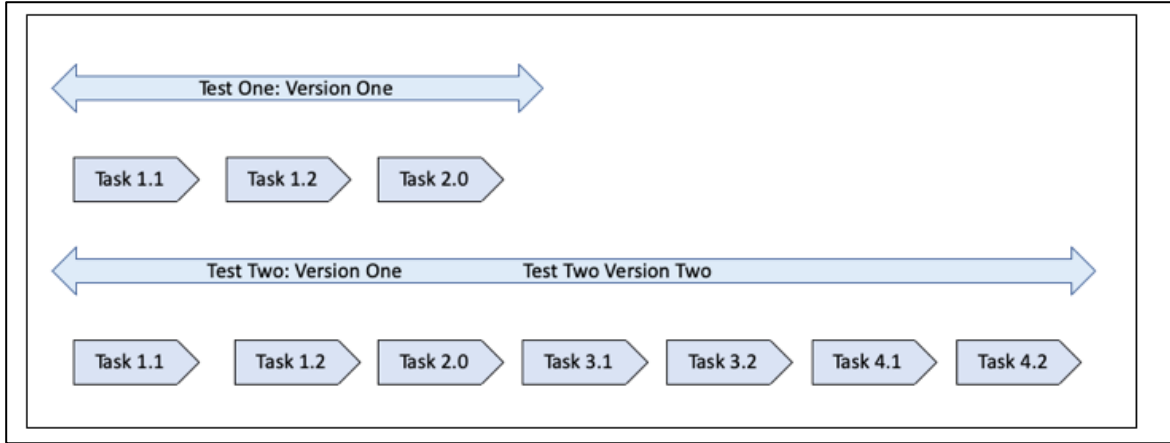 Test One: Version One
Task 1.1 Task 1.2 Task 2.0
Test Two: Version One Test Two Version Two
Task 1.1 Task 1.2 Task 2.0 Task 3.1 Task 3.2 Task 4.1 Task 4.2